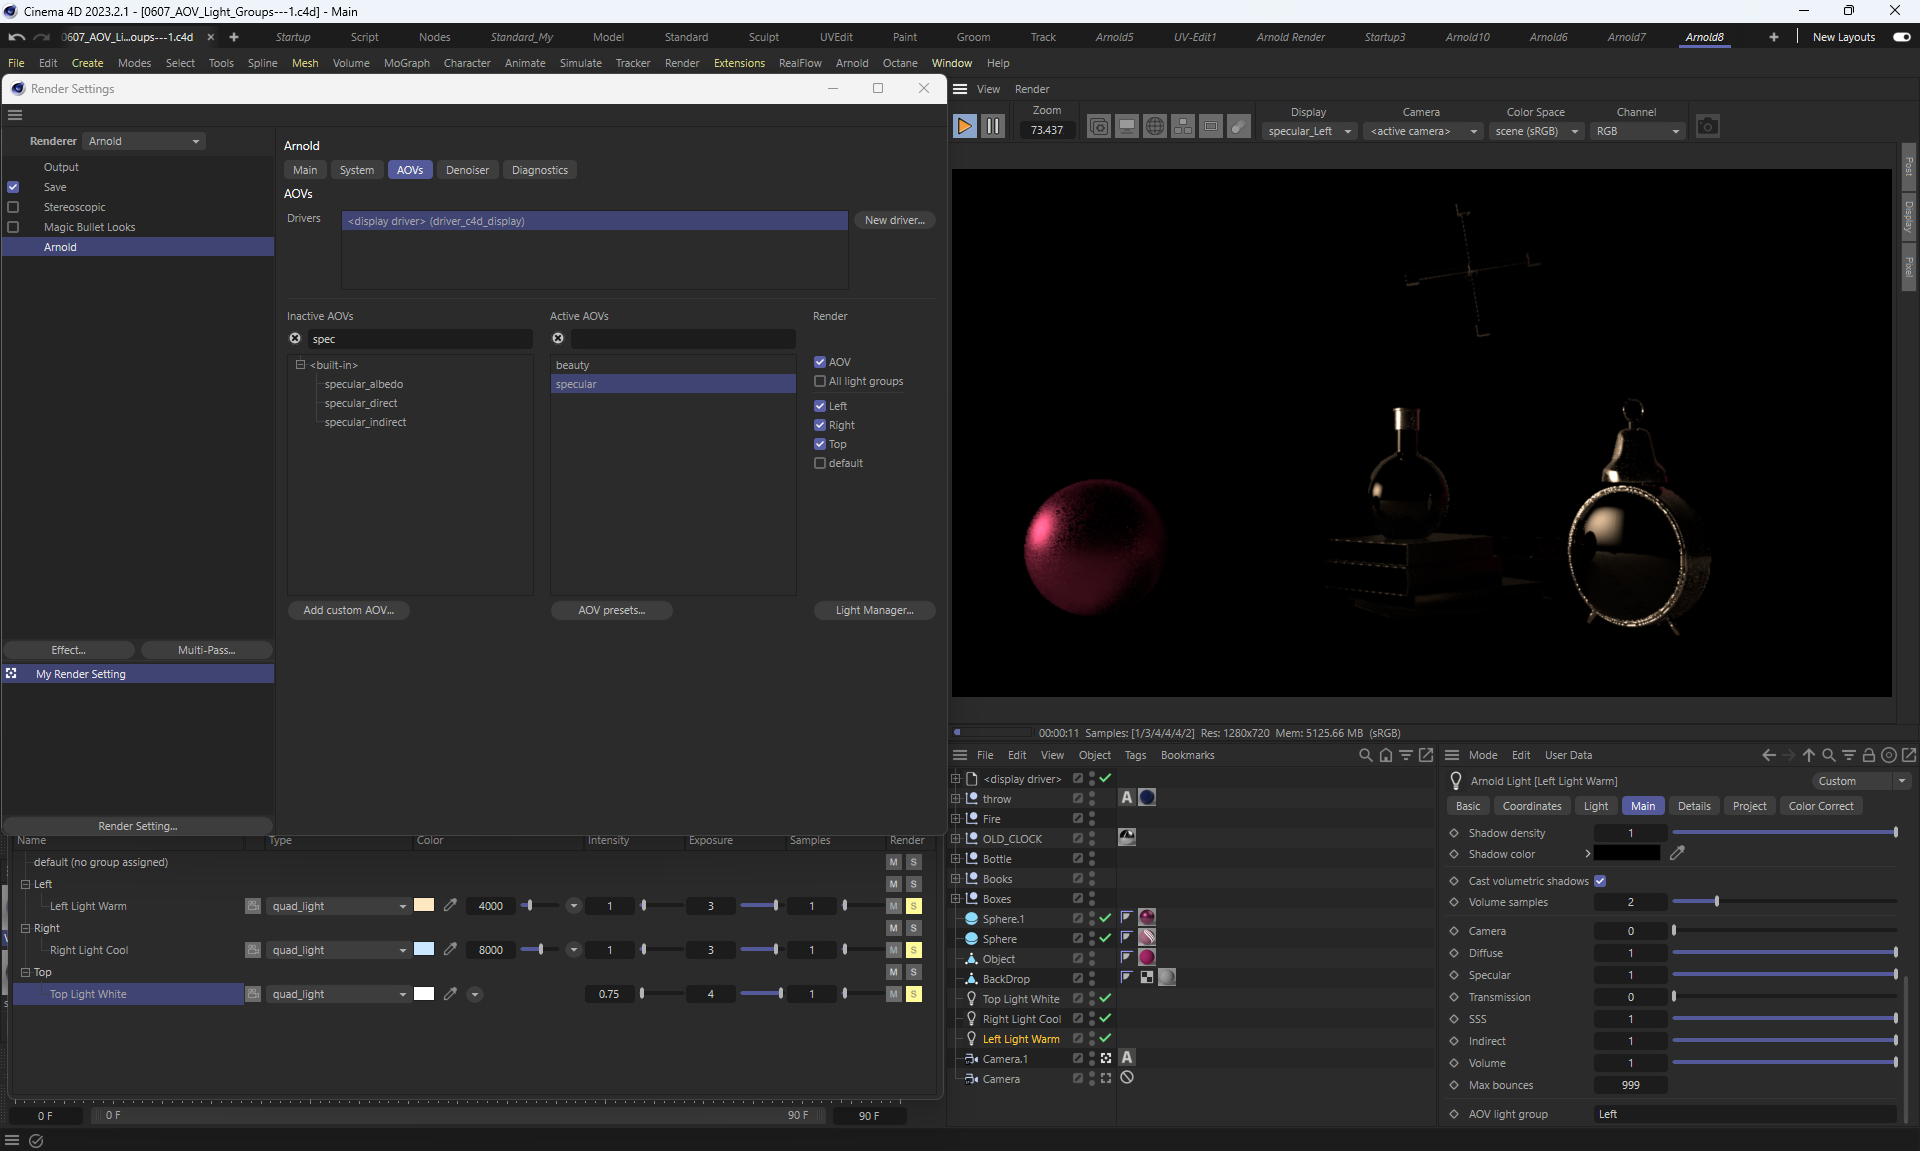 Cinema 4D 2023.2.1 - [0607_AOV_Light_Groups---1.c4d] - Main
0607_AOV_Li...oups---1.c4d × + Startup Script Nodes Standard_My Model Standard Sculpt UVEdit Paint Groom Track Arnold5 UV-Edit1 Arnold Render Startup3 Arnold10 Arnold6 Arnold7 Arnold8 + New Layouts
File Edit Create Modes Select Tools Spline Mesh Volume MoGraph Character Animate Simulate Tracker Render Extensions RealFlow Arnold Octane Window Help
Render Settings
Renderer Arnold
Output
Save
Stereoscopic
Magic Bullet Looks
Arnold
Effect...
Multi-Pass...
My Render Setting
Render Setting...
Arnold
Main System AOVs Denoiser Diagnostics
AOVs
Drivers <display driver> (driver_c4d_display) New driver...
Inactive AOVs
spec
<built-in>
specular_albedo
specular_direct
specular_indirect
Add custom AOV...
Active AOVs
beauty
specular
AOV presets...
Render
AOV
All light groups
Left
Right
Top
default
Light Manager...
Name Type Color Intensity Exposure Samples Render
default (no group assigned) M S
Left M S
Left Light Warm quad_light 4000 1 3 1 M S
Right M S
Right Light Cool quad_light 8000 1 3 1 M S
Top M S
Top Light White quad_light 0.75 4 1 M S
0 F 0 F 90 F 90 F
View Render
Zoom
73.437
Display
specular_Left
Camera
<active camera>
Color Space
scene (sRGB)
Channel
RGB
Post
Display
Pixel
00:00:11 Samples: [1/3/4/4/4/2] Res: 1280x720 Mem: 5125.66 MB (sRGB)
File Edit View Object Tags Bookmarks
<display driver>
throw A
Fire
OLD_CLOCK
Bottle
Books
Boxes
Sphere.1
Sphere
Object
BackDrop
Top Light White
Right Light Cool
Left Light Warm
Camera.1 A
Camera
Mode Edit User Data
Arnold Light [Left Light Warm] Custom
Basic Coordinates Light Main Details Project Color Correct
Shadow density 1
Shadow color
Cast volumetric shadows
Volume samples 2
Camera 0
Diffuse 1
Specular 1
Transmission 0
SSS 1
Indirect 1
Volume 1
Max bounces 999
AOV light group Left